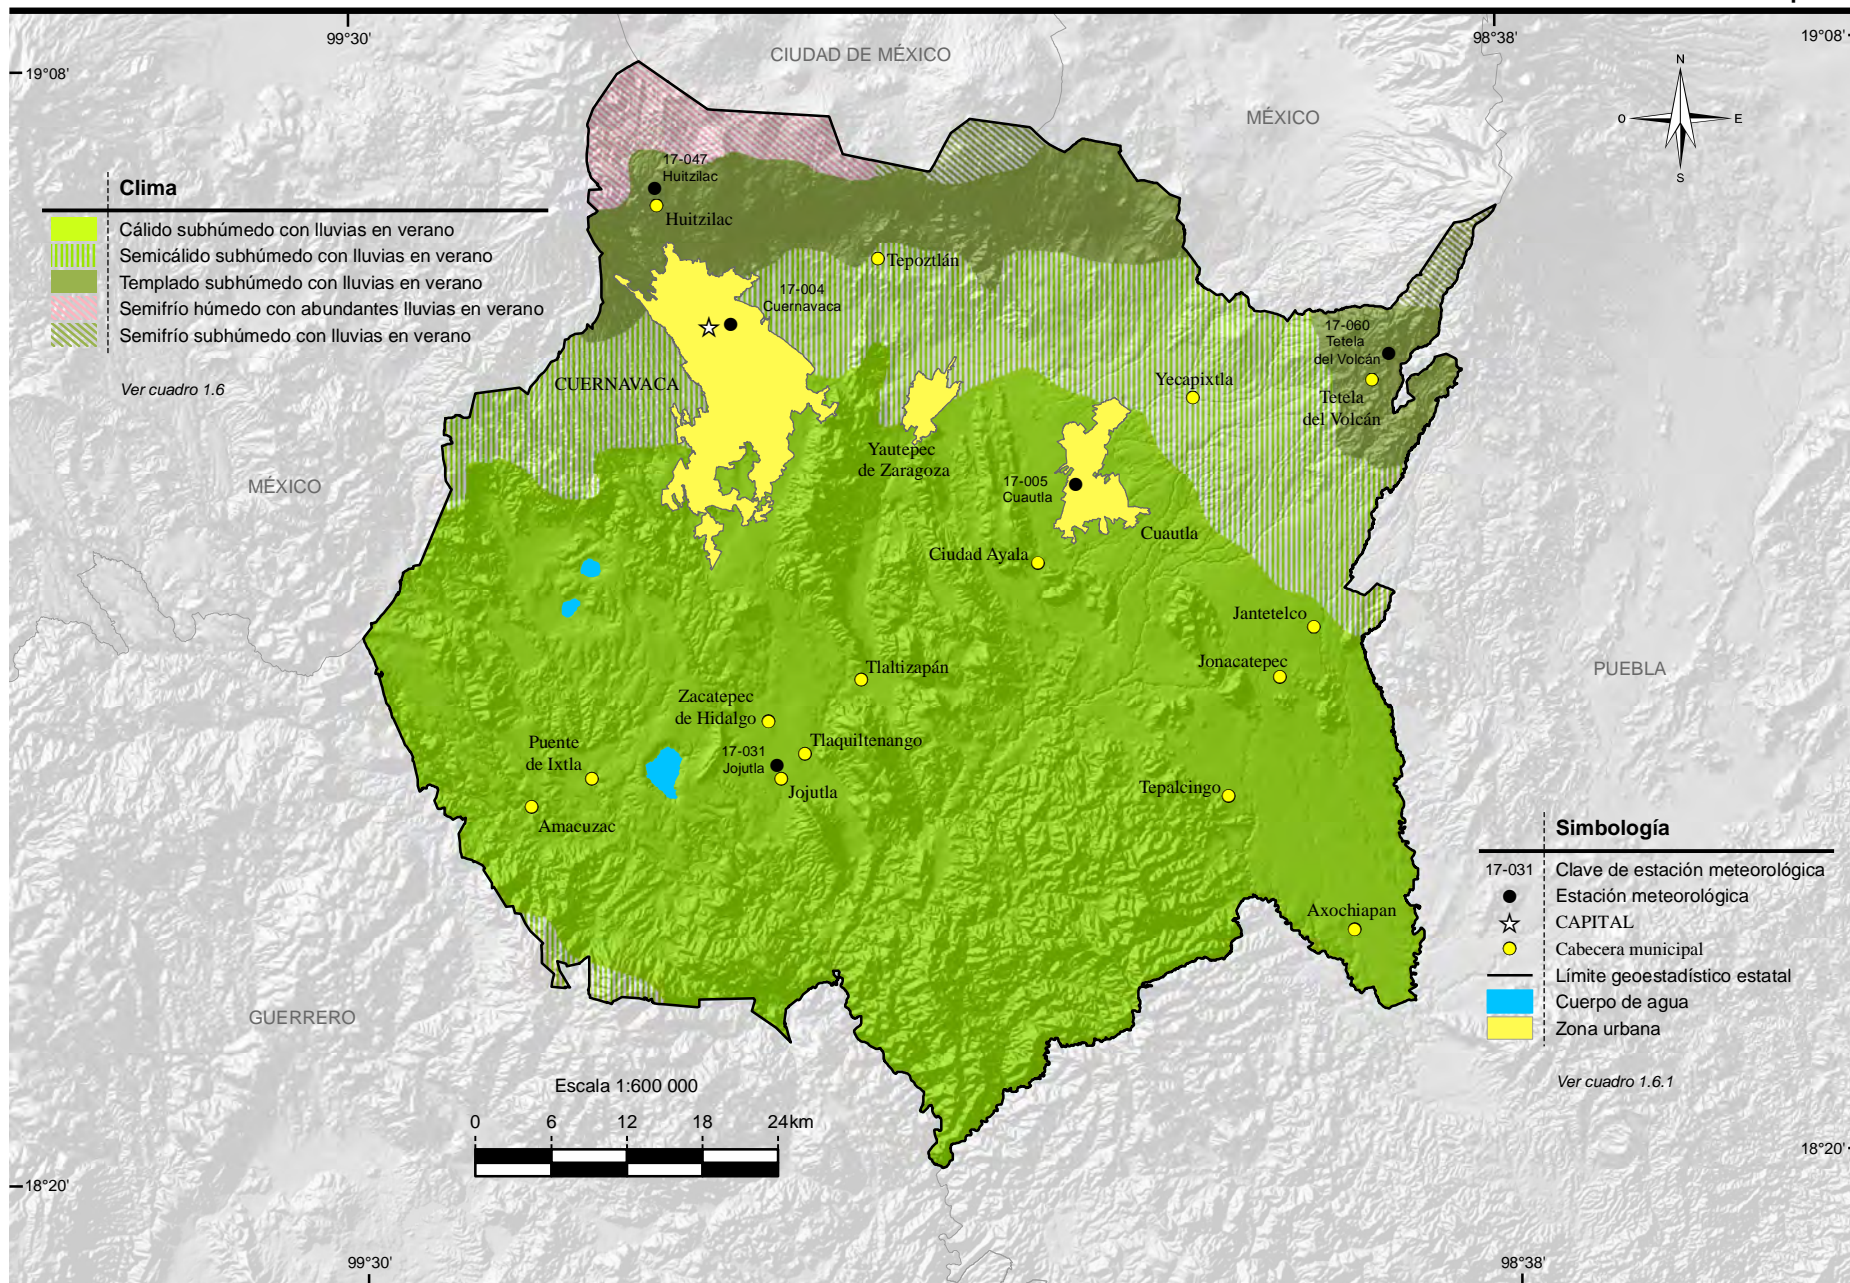 99°30'
98°38'
19°08'
19°08'
CIUDAD DE MÉXICO
MÉXICO
N
O
E
S
Clima
Cálido subhúmedo con lluvias en verano
Semicálido subhúmedo con lluvias en verano
Templado subhúmedo con lluvias en verano
Semifrío húmedo con abundantes lluvias en verano
Semifrío subhúmedo con lluvias en verano
Ver cuadro 1.6
17-047
Huitzilac
Huitzilac
Tepoztlán
17-004
Cuernavaca
CUERNAVACA
17-060
Tetela
del Volcán
Yecapixtla
Tetela
del Volcán
Yautepec
de Zaragoza
MÉXICO
17-005
Cuautla
Cuautla
Ciudad Ayala
Jantetelco
Jonacatepec
PUEBLA
Tlaltizapán
Zacatepec
de Hidalgo
Tlaquiltenango
Puente
de Ixtla
17-031
Jojutla
Jojutla
Tepalcingo
Amacuzac
Axochiapan
GUERRERO
Simbología
17-031 Clave de estación meteorológica
Estación meteorológica
CAPITAL
Cabecera municipal
Límite geoestadístico estatal
Cuerpo de agua
Zona urbana
Ver cuadro 1.6.1
Escala 1:600 000
0 6 12 18 24km
18°20'
18°20'
99°30'
98°38'